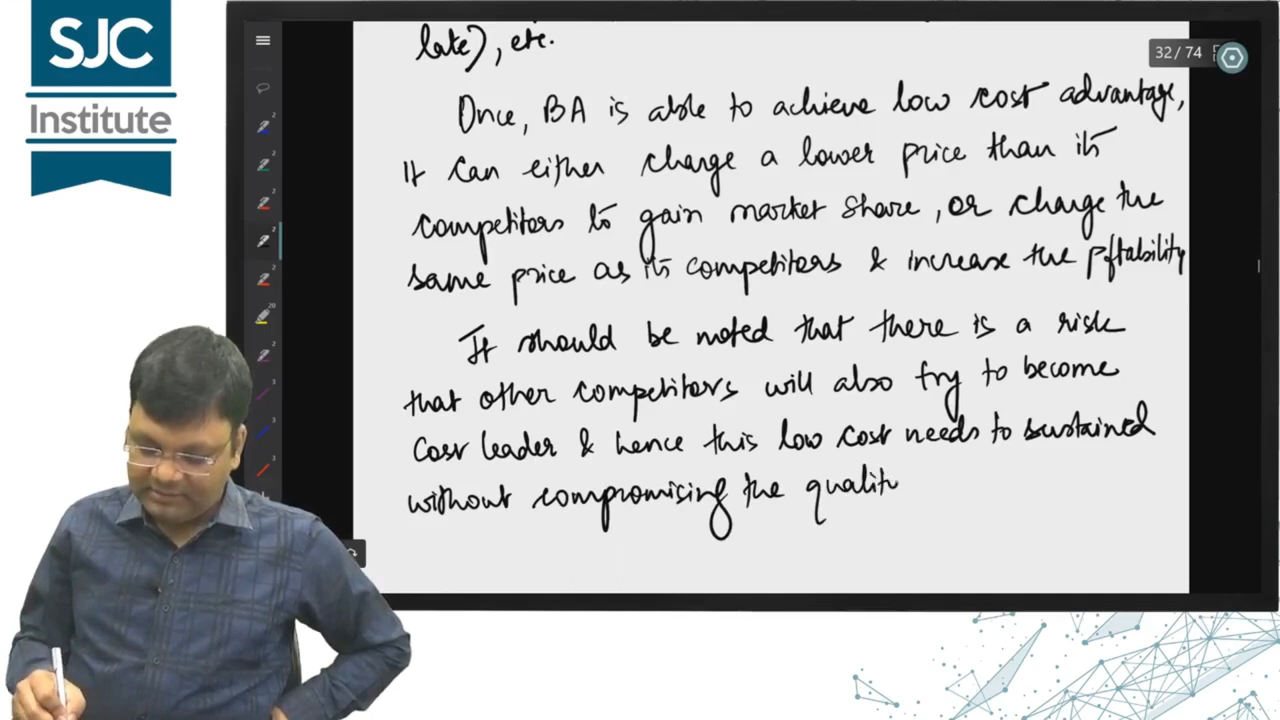 SJC
Institute
32 / 74
late), etc.
Once, BA is able to achieve low cost advantage,
It can either charge a lower price than its
competitors to gain market share, or charge the
same price as its competitors & increase the pftability
It should be noted that there is a risk
that other competitors will also try to become
cost leader & hence this low cost needs to sustained
without compromising the qualit